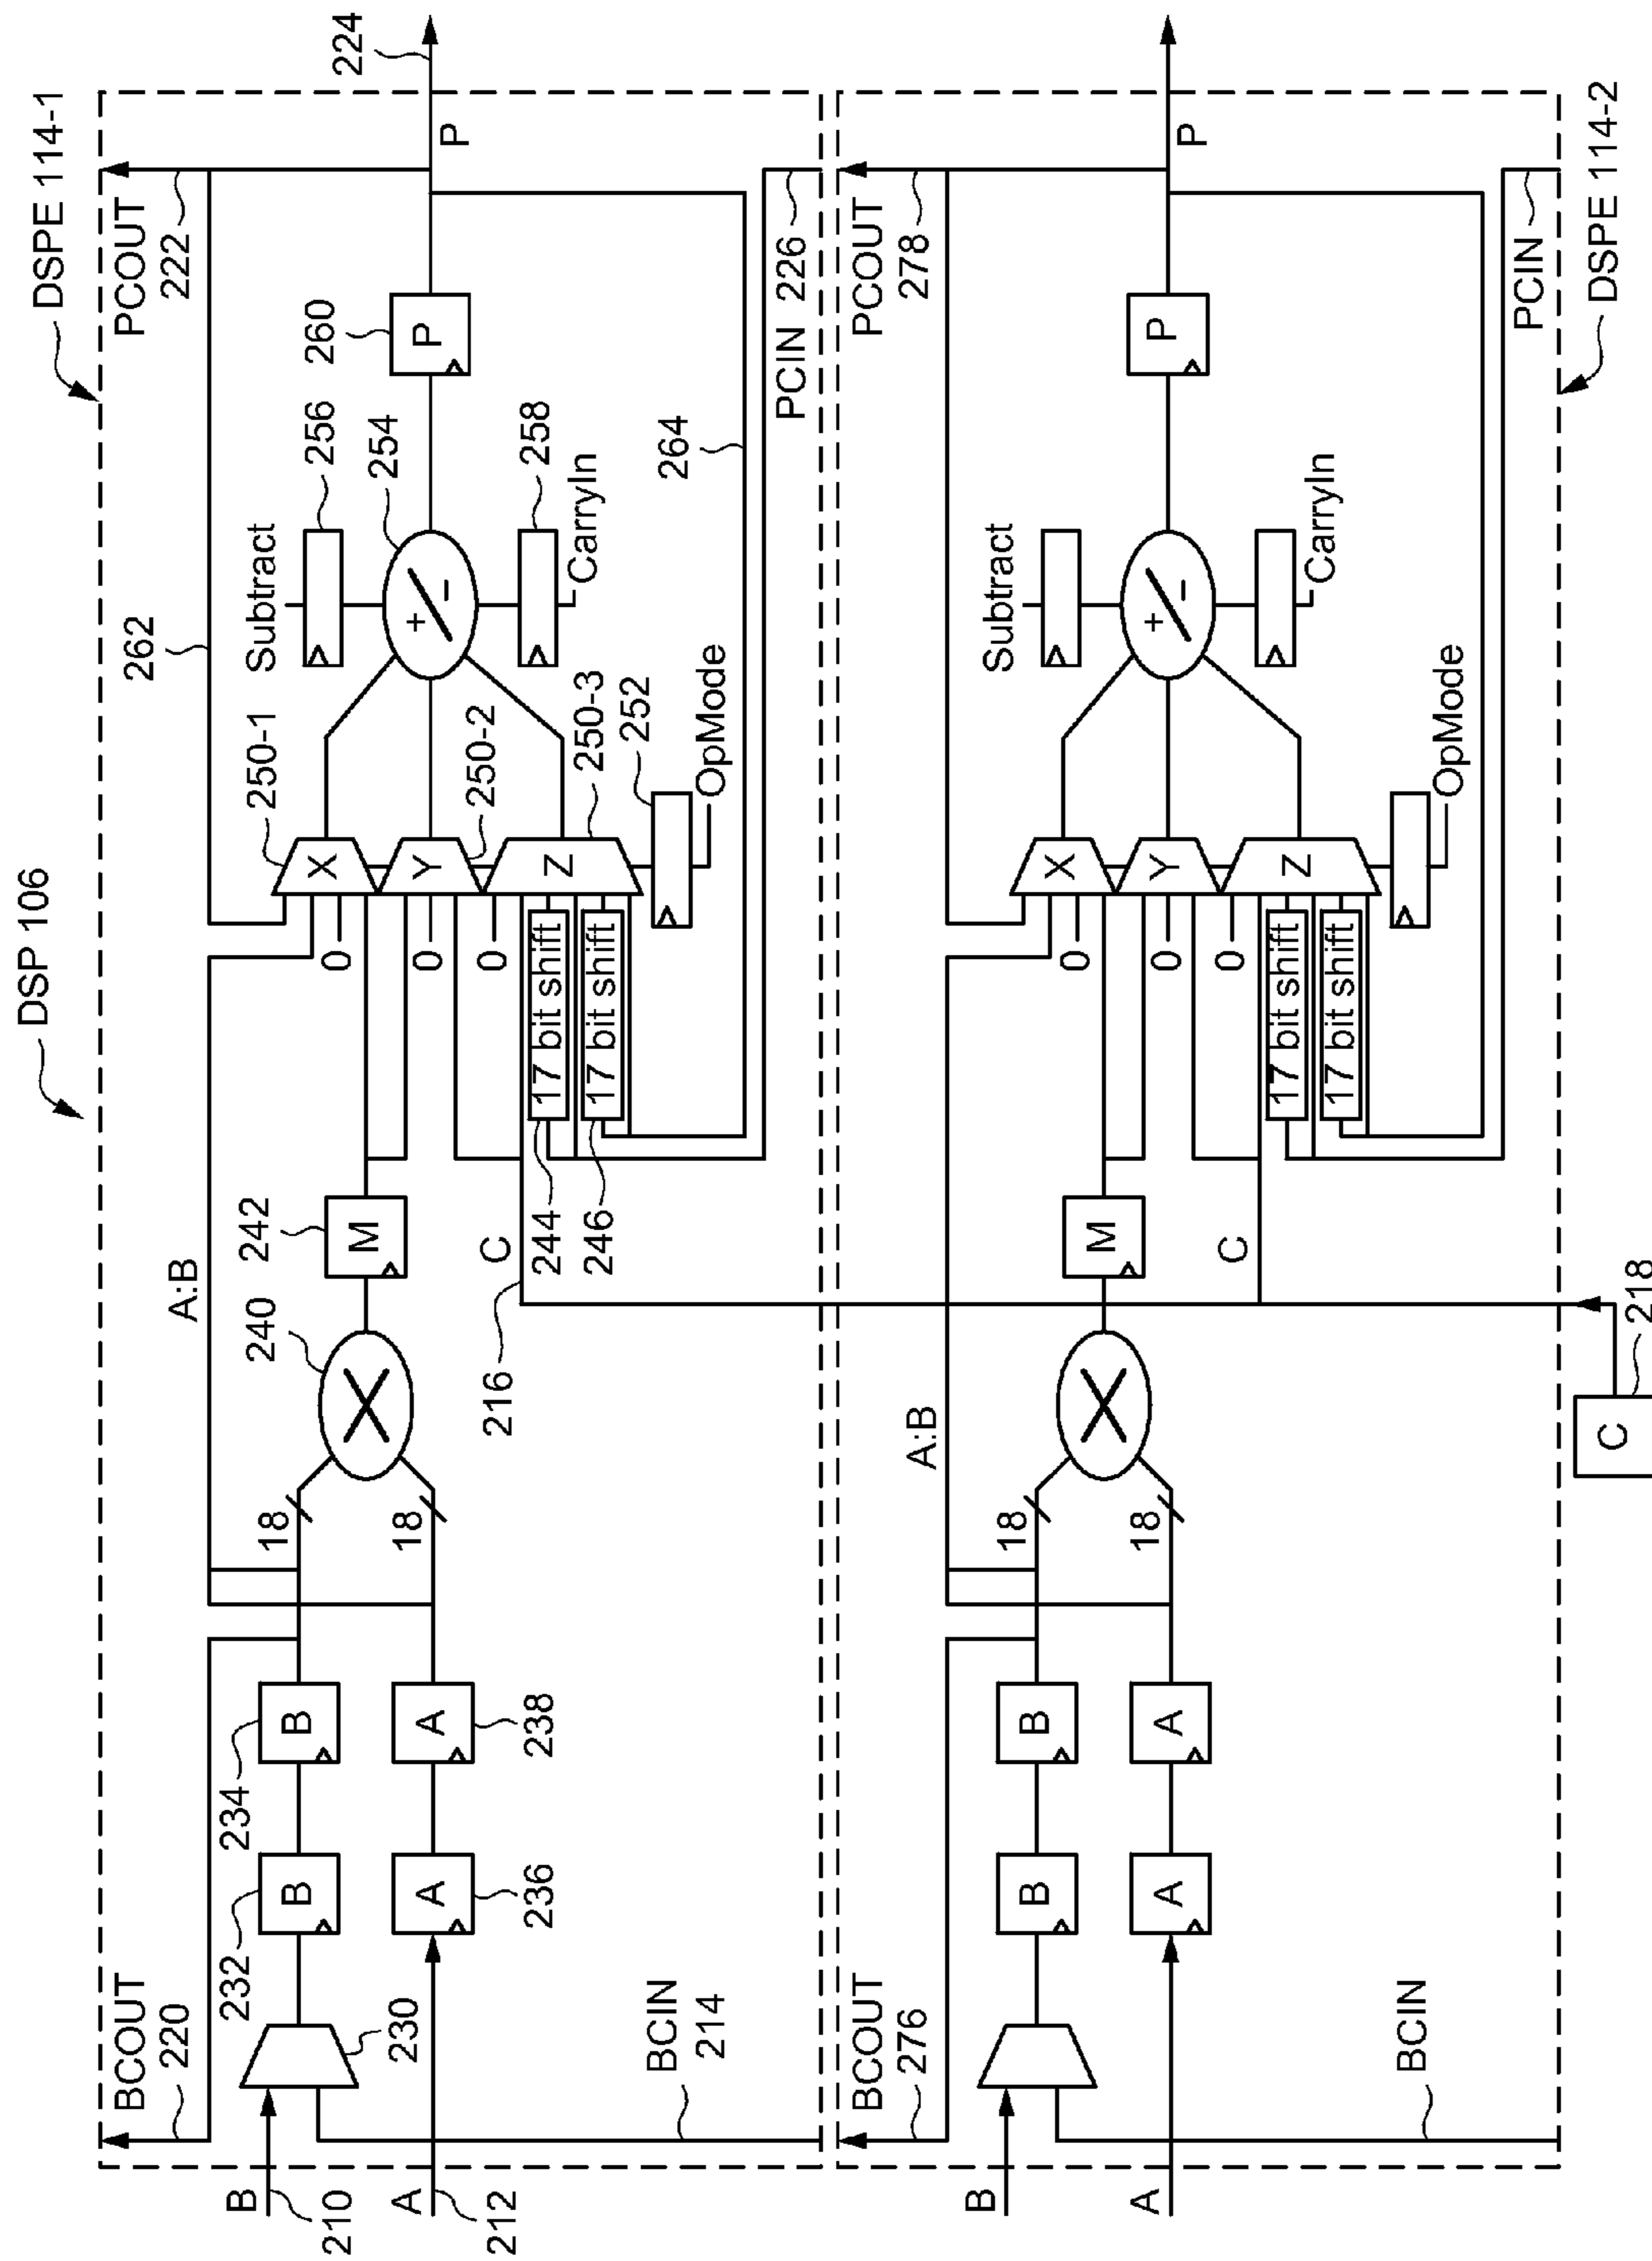 DSP 106
DSPE 114-1
BCOUT
220
B
210
A
212
232
B
234
B
230
A
236
A
238
BCIN
214
A:B
18
18
240
242
M
C
216
244
246
17 bit shift
17 bit shift
0
0
0
262
250-1
X
Y
250-2
Z
250-3
252
OpMode
Subtract
256
+
−
254
258
CarryIn
260
P
264
PCOUT
222
P
224
PCIN 226
BCOUT
276
B
A
B
B
A
A
BCIN
A:B
18
18
M
C
17 bit shift
17 bit shift
0
0
0
X
Y
Z
OpMode
Subtract
+
−
CarryIn
P
PCOUT
278
P
PCIN
DSPE 114-2
C
218